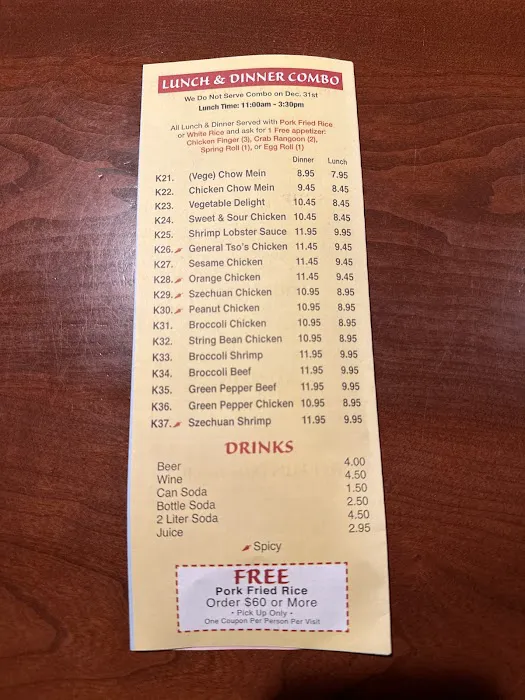 LUNCH & DINNER COMBO
We Do Not Serve Combo on Dec. 31st
Lunch Time: 11:00am - 3:30pm
All Lunch & Dinner Served with Pork Fried Rice
or White Rice and ask for 1 Free appetizer:
Chicken Finger (3), Crab Rangoon (2),
Spring Roll (1), or Egg Roll (1)
Dinner Lunch
K21. (Vege) Chow Mein 8.95 7.95
K22. Chicken Chow Mein 9.45 8.45
K23. Vegetable Delight 10.45 8.45
K24. Sweet & Sour Chicken 10.45 8.45
K25. Shrimp Lobster Sauce 11.95 9.95
K26. General Tso's Chicken 11.45 9.45
K27. Sesame Chicken 11.45 9.45
K28. Orange Chicken 11.45 9.45
K29. Szechuan Chicken 10.95 8.95
K30. Peanut Chicken 10.95 8.95
K31. Broccoli Chicken 10.95 8.95
K32. String Bean Chicken 10.95 8.95
K33. Broccoli Shrimp 11.95 9.95
K34. Broccoli Beef 11.95 9.95
K35. Green Pepper Beef 11.95 9.95
K36. Green Pepper Chicken 10.95 8.95
K37. Szechuan Shrimp 11.95 9.95
DRINKS
Beer 4.00
Wine 4.50
Can Soda 1.50
Bottle Soda 2.50
2 Liter Soda 4.50
Juice 2.95
Spicy
FREE
Pork Fried Rice
Order $60 or More
• Pick Up Only •
One Coupon Per Person Per Visit